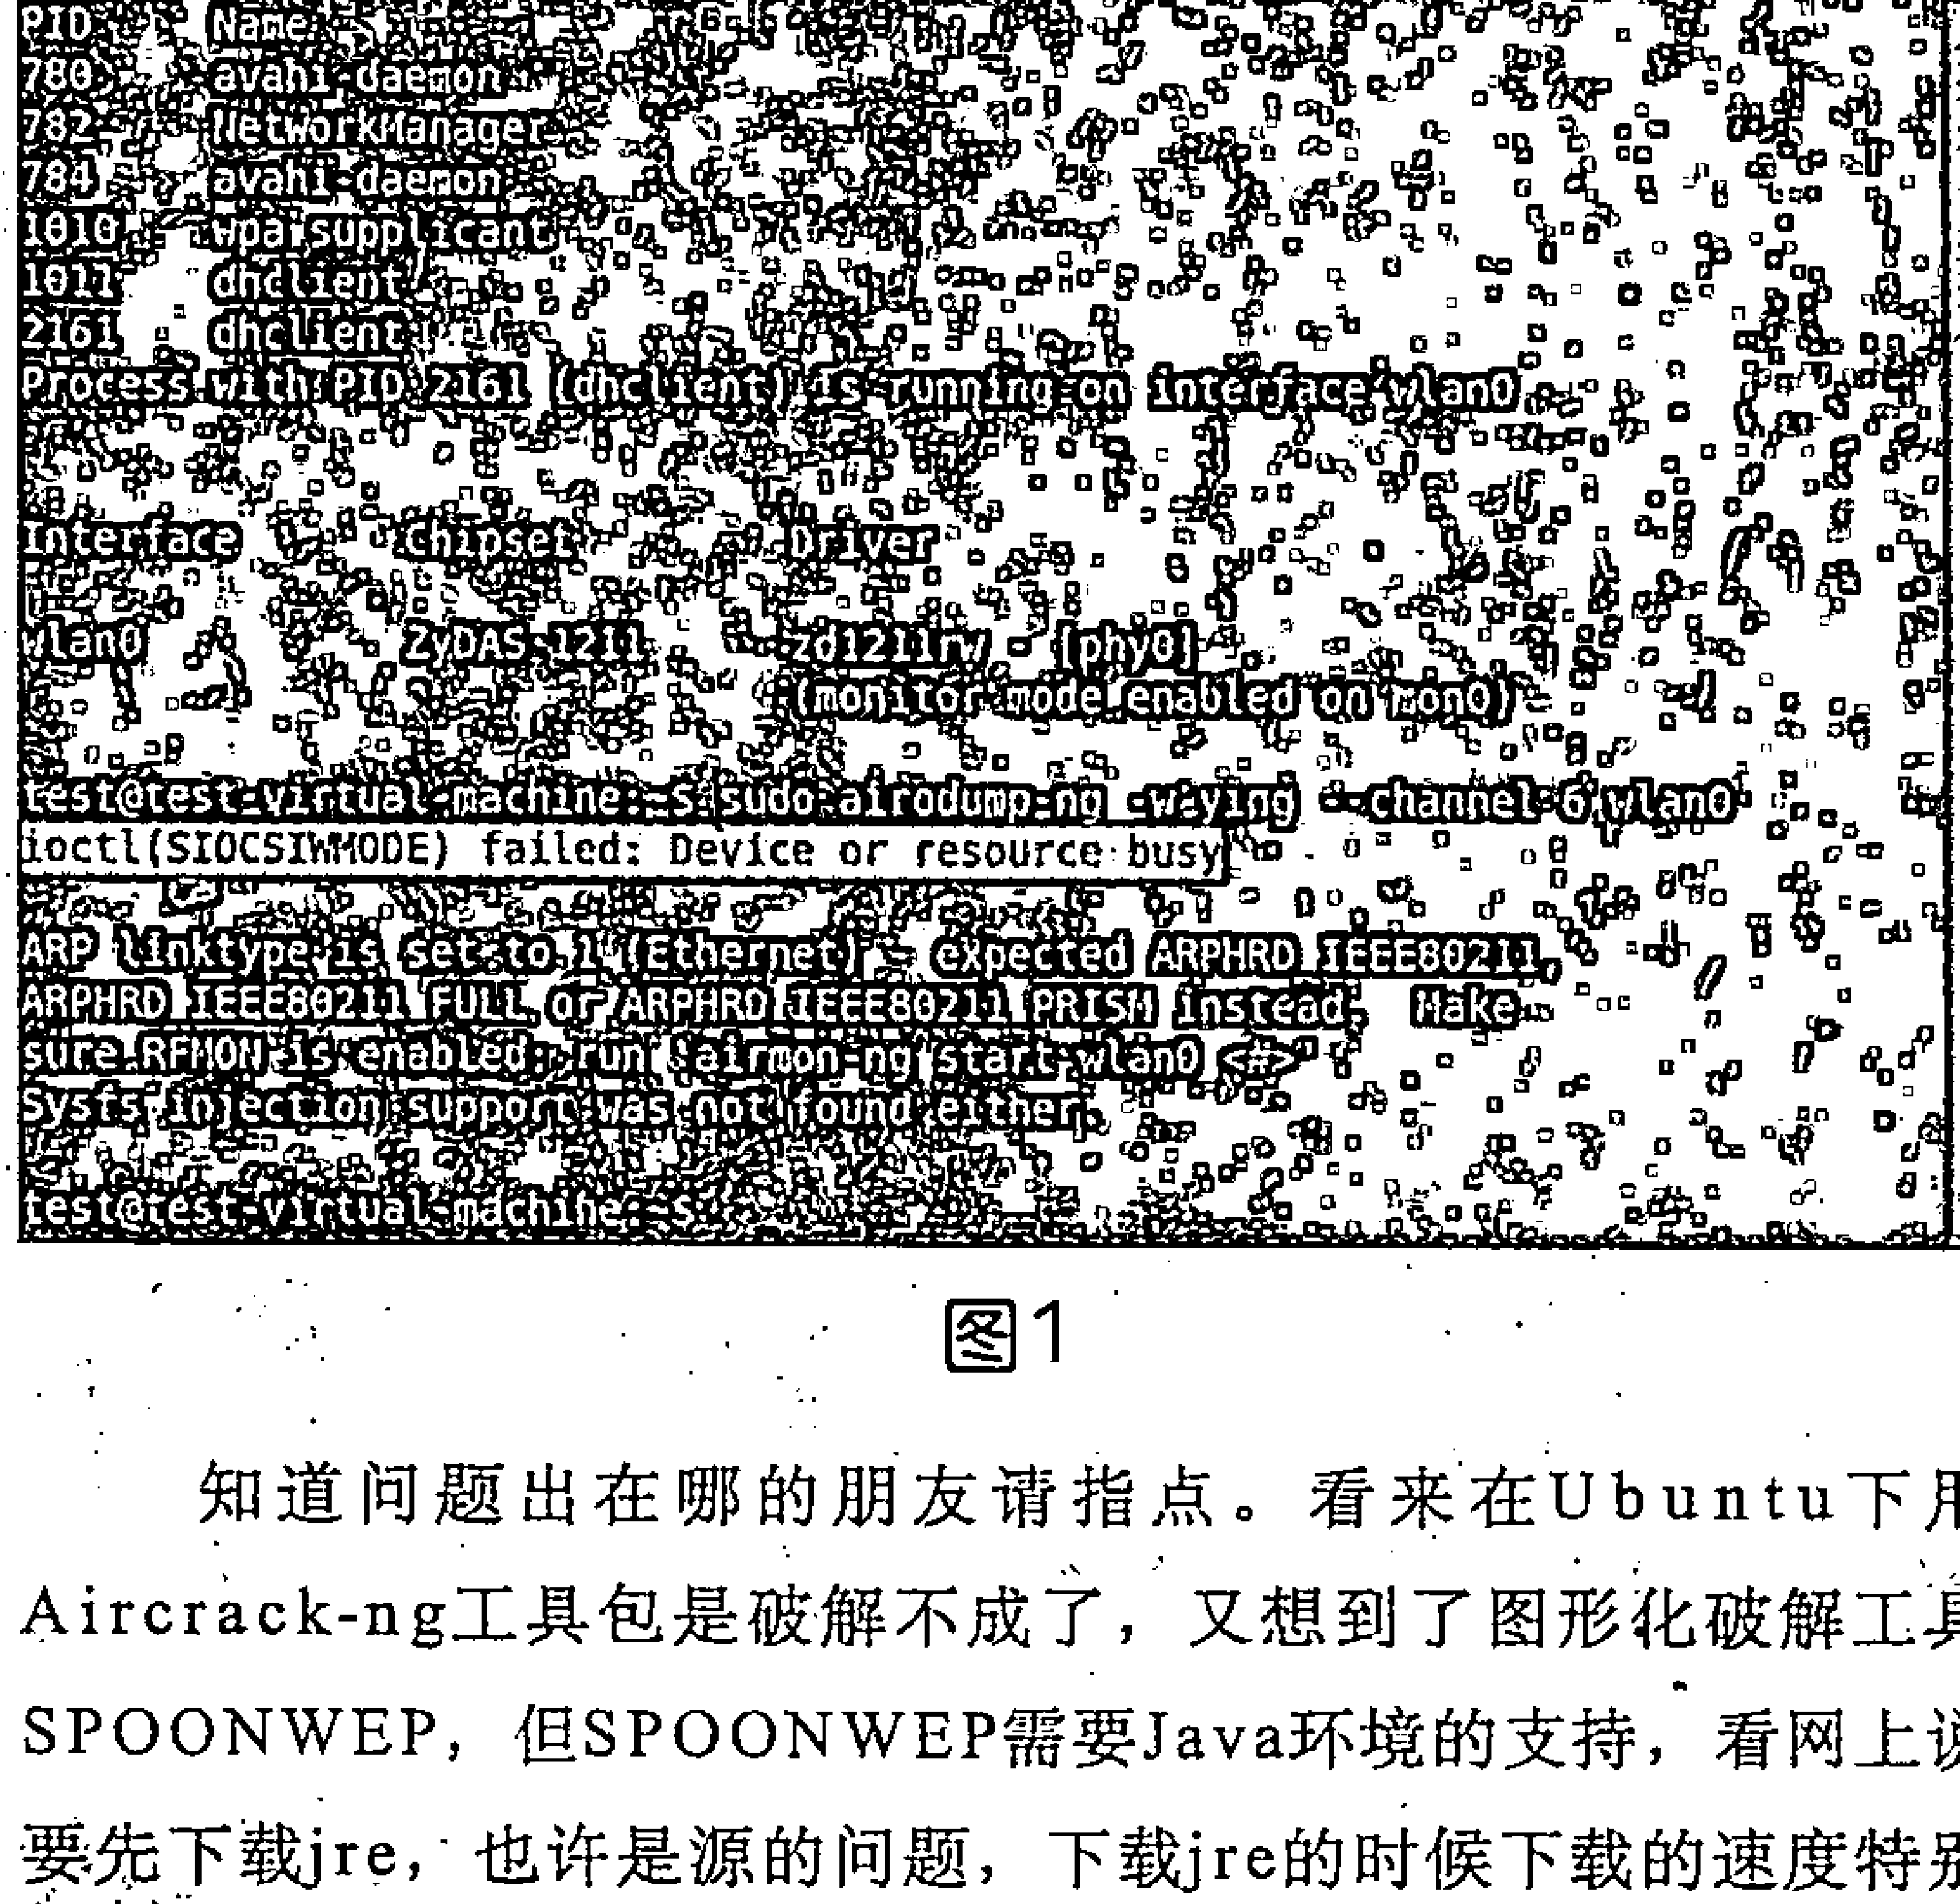 PID Name
780 avahi-daemon
782 NetworkManager
784 avahi-daemon
1010 wpa_supplicant
1011 dhclient
2161 dhclient
Process with PID 2161 (dhclient) is running on interface wlan0
Interface Chipset Driver
wlan0 ZyDAS 1211 zd1211rw - [phy0]
(monitor mode enabled on mon0)
test@test-virtual-machine:~$ sudo airodump-ng -w aying --channel 6 wlan0
ioctl(SIOCSIWMODE) failed: Device or resource busy
ARP linktype is set to 1 (Ethernet) - expected ARPHRD_IEEE80211,
ARPHRD_IEEE80211_FULL or ARPHRD_IEEE80211_PRISM instead. Make
sure RFMON is enabled: run 'airmon-ng start wlan0 <#>'
Sysfs injection support was not found either.
test@test-virtual-machine:~$
图1
知道问题出在哪的朋友请指点。看来在Ubuntu下用
Aircrack-ng工具包是破解不成了，又想到了图形化破解工具
SPOONWEP，但SPOONWEP需要Java环境的支持，看网上说
要先下载jre，也许是源的问题，下载jre的时候下载的速度特别